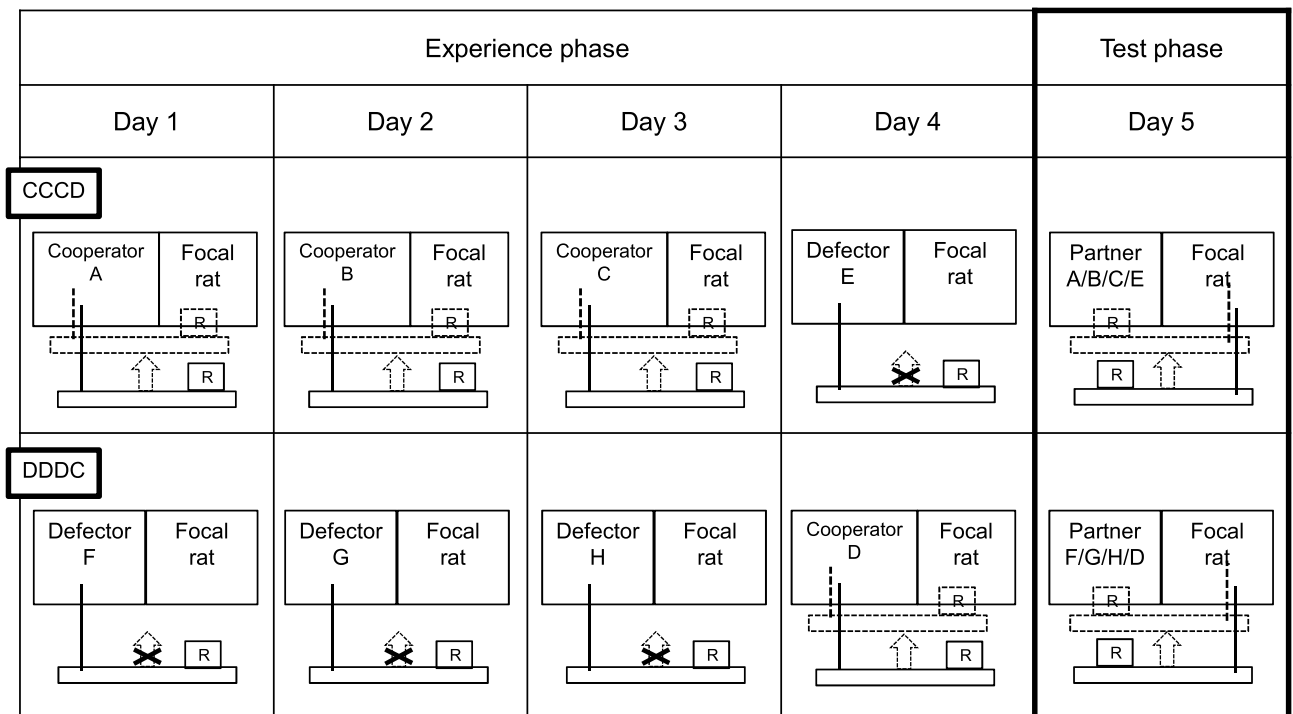 Experience phase
Test phase
Day 1
Day 2
Day 3
Day 4
Day 5
CCCD
Cooperator
A
Focal
rat
R
R
Cooperator
B
Focal
rat
R
R
Cooperator
C
Focal
rat
R
R
Defector
E
Focal
rat
R
Partner
A/B/C/E
Focal
rat
R
R
DDDC
Defector
F
Focal
rat
R
Defector
G
Focal
rat
R
Defector
H
Focal
rat
R
Cooperator
D
Focal
rat
R
R
Partner
F/G/H/D
Focal
rat
R
R